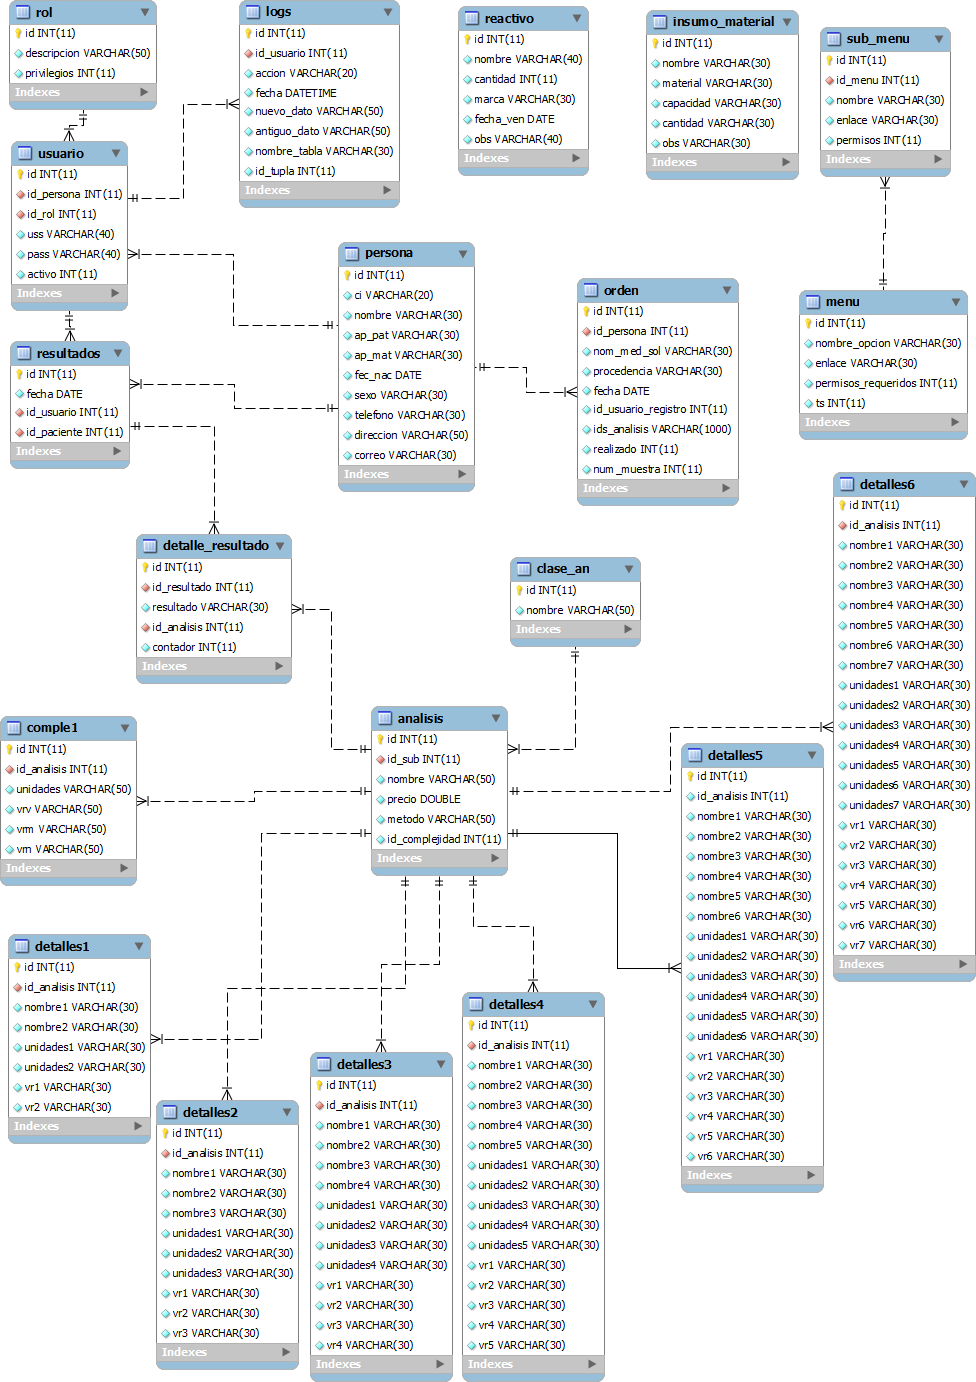 rol
id INT(11)
descripcion VARCHAR(50)
privilegios INT(11)
Indexes
logs
id INT(11)
id_usuario INT(11)
accion VARCHAR(20)
fecha DATETIME
nuevo_dato VARCHAR(50)
antiguo_dato VARCHAR(50)
nombre_tabla VARCHAR(30)
id_tupla INT(11)
Indexes
reactivo
id INT(11)
nombre VARCHAR(40)
cantidad INT(11)
marca VARCHAR(30)
fecha_ven DATE
obs VARCHAR(40)
Indexes
insumo_material
id INT(11)
nombre VARCHAR(30)
material VARCHAR(30)
capacidad VARCHAR(30)
cantidad VARCHAR(30)
obs VARCHAR(30)
Indexes
sub_menu
id INT(11)
id_menu INT(11)
nombre VARCHAR(30)
enlace VARCHAR(30)
permisos INT(11)
Indexes
usuario
id INT(11)
id_persona INT(11)
id_rol INT(11)
uss VARCHAR(40)
pass VARCHAR(40)
activo INT(11)
Indexes
persona
id INT(11)
ci VARCHAR(20)
nombre VARCHAR(30)
ap_pat VARCHAR(30)
ap_mat VARCHAR(30)
fec_nac DATE
sexo VARCHAR(30)
telefono VARCHAR(30)
direccion VARCHAR(50)
correo VARCHAR(30)
Indexes
orden
id INT(11)
id_persona INT(11)
nom_med_sol VARCHAR(30)
procedencia VARCHAR(30)
fecha DATE
id_usuario_registro INT(11)
ids_analisis VARCHAR(1000)
realizado INT(11)
num_muestra INT(11)
Indexes
menu
id INT(11)
nombre_opcion VARCHAR(30)
enlace VARCHAR(30)
permisos_requeridos INT(11)
ts INT(11)
Indexes
resultados
id INT(11)
fecha DATE
id_usuario INT(11)
id_paciente INT(11)
Indexes
detalle_resultado
id INT(11)
id_resultado INT(11)
resultado VARCHAR(30)
id_analisis INT(11)
contador INT(11)
Indexes
clase_an
id INT(11)
nombre VARCHAR(50)
Indexes
detalles6
id INT(11)
id_analisis INT(11)
nombre1 VARCHAR(30)
nombre2 VARCHAR(30)
nombre3 VARCHAR(30)
nombre4 VARCHAR(30)
nombre5 VARCHAR(30)
nombre6 VARCHAR(30)
nombre7 VARCHAR(30)
unidades1 VARCHAR(30)
unidades2 VARCHAR(30)
unidades3 VARCHAR(30)
unidades4 VARCHAR(30)
unidades5 VARCHAR(30)
unidades6 VARCHAR(30)
unidades7 VARCHAR(30)
vr1 VARCHAR(30)
vr2 VARCHAR(30)
vr3 VARCHAR(30)
vr4 VARCHAR(30)
vr5 VARCHAR(30)
vr6 VARCHAR(30)
vr7 VARCHAR(30)
Indexes
comple1
id INT(11)
id_analisis INT(11)
unidades VARCHAR(50)
vrv VARCHAR(50)
vrm VARCHAR(50)
vrn VARCHAR(50)
Indexes
analisis
id INT(11)
id_sub INT(11)
nombre VARCHAR(50)
precio DOUBLE
metodo VARCHAR(50)
id_complejidad INT(11)
Indexes
detalles5
id INT(11)
id_analisis INT(11)
nombre1 VARCHAR(30)
nombre2 VARCHAR(30)
nombre3 VARCHAR(30)
nombre4 VARCHAR(30)
nombre5 VARCHAR(30)
nombre6 VARCHAR(30)
unidades1 VARCHAR(30)
unidades2 VARCHAR(30)
unidades3 VARCHAR(30)
unidades4 VARCHAR(30)
unidades5 VARCHAR(30)
unidades6 VARCHAR(30)
vr1 VARCHAR(30)
vr2 VARCHAR(30)
vr3 VARCHAR(30)
vr4 VARCHAR(30)
vr5 VARCHAR(30)
vr6 VARCHAR(30)
Indexes
detalles1
id INT(11)
id_analisis INT(11)
nombre1 VARCHAR(30)
nombre2 VARCHAR(30)
unidades1 VARCHAR(30)
unidades2 VARCHAR(30)
vr1 VARCHAR(30)
vr2 VARCHAR(30)
Indexes
detalles2
id INT(11)
id_analisis INT(11)
nombre1 VARCHAR(30)
nombre2 VARCHAR(30)
nombre3 VARCHAR(30)
unidades1 VARCHAR(30)
unidades2 VARCHAR(30)
unidades3 VARCHAR(30)
vr1 VARCHAR(30)
vr2 VARCHAR(30)
vr3 VARCHAR(30)
Indexes
detalles3
id INT(11)
id_analisis INT(11)
nombre1 VARCHAR(30)
nombre2 VARCHAR(30)
nombre3 VARCHAR(30)
nombre4 VARCHAR(30)
unidades1 VARCHAR(30)
unidades2 VARCHAR(30)
unidades3 VARCHAR(30)
unidades4 VARCHAR(30)
vr1 VARCHAR(30)
vr2 VARCHAR(30)
vr3 VARCHAR(30)
vr4 VARCHAR(30)
Indexes
detalles4
id INT(11)
id_analisis INT(11)
nombre1 VARCHAR(30)
nombre2 VARCHAR(30)
nombre3 VARCHAR(30)
nombre4 VARCHAR(30)
nombre5 VARCHAR(30)
unidades1 VARCHAR(30)
unidades2 VARCHAR(30)
unidades3 VARCHAR(30)
unidades4 VARCHAR(30)
unidades5 VARCHAR(30)
vr1 VARCHAR(30)
vr2 VARCHAR(30)
vr3 VARCHAR(30)
vr4 VARCHAR(30)
vr5 VARCHAR(30)
Indexes